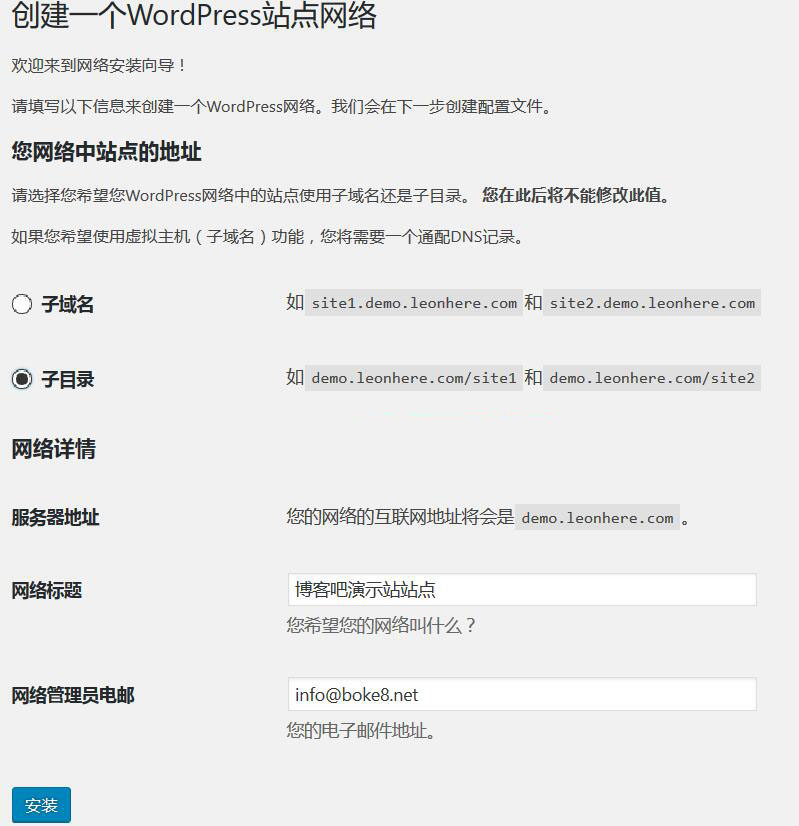 创建一个WordPress站点网络
欢迎来到网络安装向导！
请填写以下信息来创建一个WordPress网络。我们会在下一步创建配置文件。
您网络中站点的地址
请选择您希望您WordPress网络中的站点使用子域名还是子目录。 您在此后将不能修改此值。
如果您希望使用虚拟主机（子域名）功能，您将需要一个通配DNS记录。
子域名 如 site1.demo.leonhere.com 和 site2.demo.leonhere.com
子目录 如 demo.leonhere.com/site1 和 demo.leonhere.com/site2
网络详情
服务器地址 您的网络的互联网地址将会是 demo.leonhere.com 。
网络标题 博客吧演示站站点
您希望您的网络叫什么？
网络管理员电邮 info@boke8.net
您的电子邮件地址。
安装